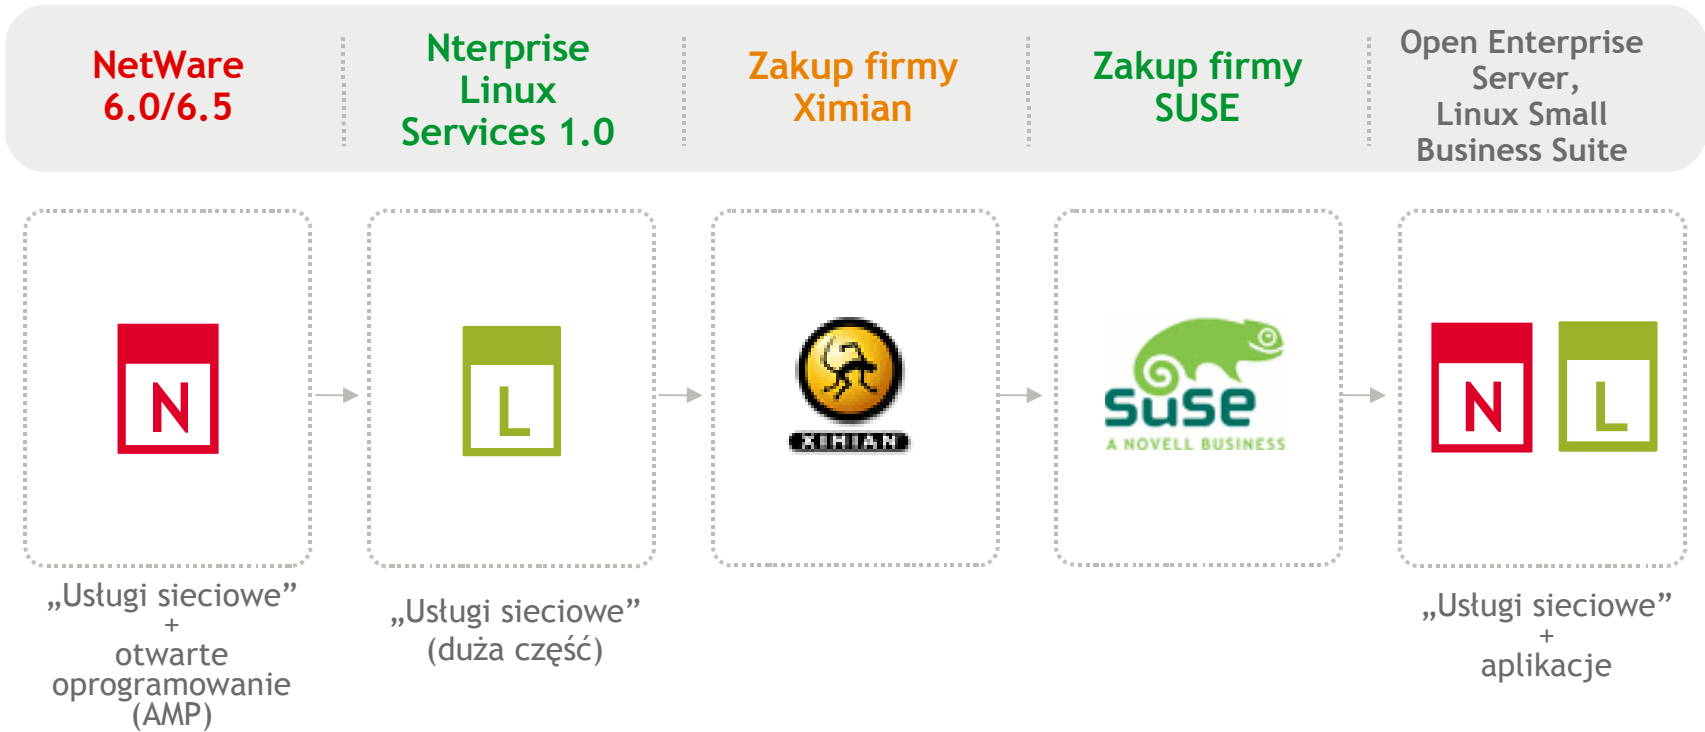 NetWare
6.0/6.5
Nterprise
Linux
Services 1.0
Zakup firmy
Ximian
Zakup firmy
SUSE
Open Enterprise
Server,
Linux Small
Business Suite
N
L
XIMIAN
suse
A NOVELL BUSINESS
N
L
„Usługi sieciowe”
+
otwarte
oprogramowanie
(AMP)
„Usługi sieciowe”
(duża część)
„Usługi sieciowe”
+
aplikacje